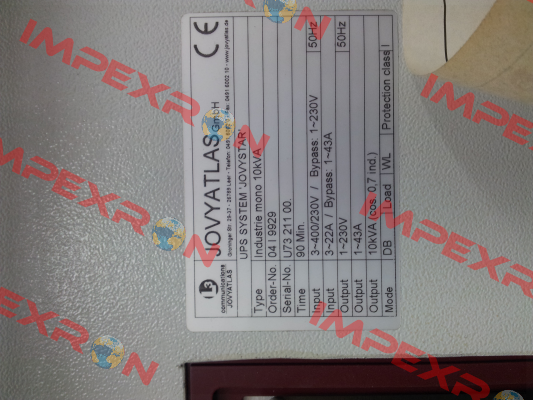 communications
JOVYATLAS
JOVYATLAS GmbH
CE
UPS SYSTEM 'JOVYSTAR'
Type Industrie mono 10kVA
Order-No. 04 I 9929
Serial-No. U73 211 00.
Time 90 Min.
Input 3~400/230V / Bypass: 1~230V 50Hz
Input 3~22A / Bypass: 1~43A
Output 1~230V 50Hz
Output 1~43A
Output 10kVA (cos. 0,7 ind.)
Mode DB Load WL Protection class I
IMPEXRON
IMPEXRON
IMPEXRON
IMPEXRON
IMPEXRON